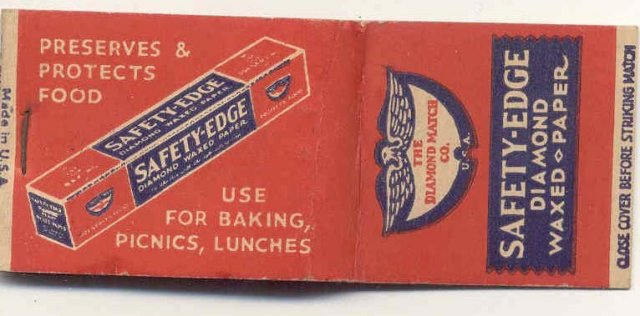 PRESERVES &
PROTECTS
FOOD
SAFETY-EDGE
DIAMOND WAXED PAPER
SAFETY-EDGE
DIAMOND WAXED PAPER
USE
FOR BAKING,
PICNICS, LUNCHES
Made in U.S.A.
THE
DIAMOND MATCH
CO.
U.S.A.
SAFETY-EDGE
DIAMOND
WAXED PAPER
CLOSE COVER BEFORE STRIKING MATCH